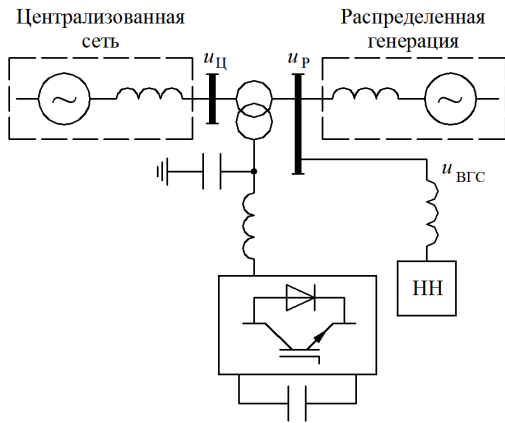 Централизованная
сеть
Распределенная
генерация
uЦ
uР
uВГС
НН